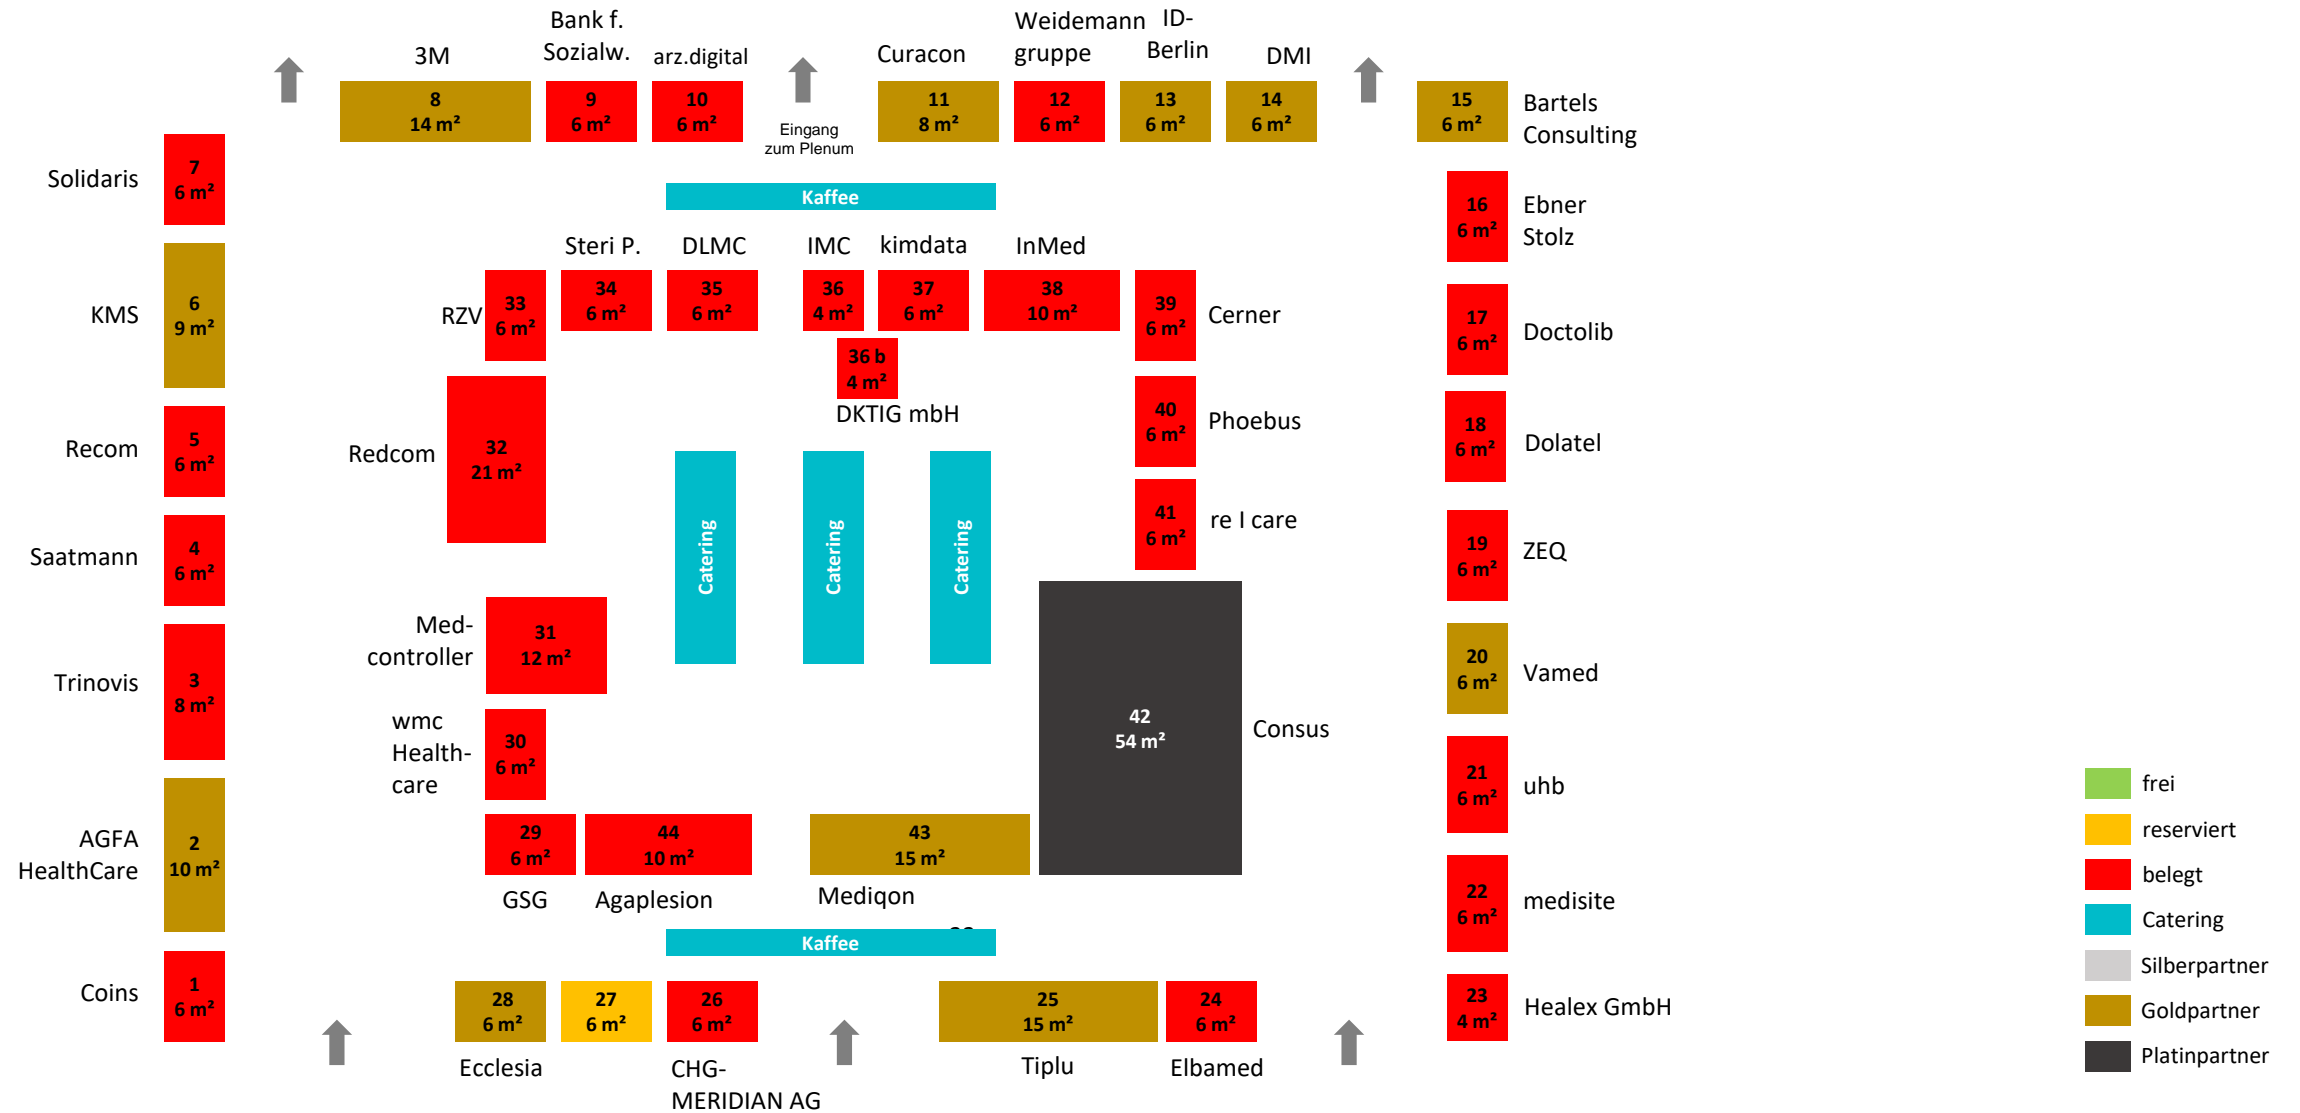 Bank f.
Sozialw.
Weidemann
gruppe
ID-
Berlin
3M
arz.digital
Curacon
DMI
8
14 m²
9
6 m²
10
6 m²
Eingang
zum Plenum
11
8 m²
12
6 m²
13
6 m²
14
6 m²
15
6 m²
Bartels
Consulting
Solidaris
7
6 m²
Kaffee
16
6 m²
Ebner
Stolz
KMS
6
9 m²
Steri P.
DLMC
IMC
kimdata
InMed
RZV
33
6 m²
34
6 m²
35
6 m²
36
4 m²
37
6 m²
38
10 m²
39
6 m²
Cerner
17
6 m²
Doctolib
36 b
4 m²
DKTIG mbH
40
6 m²
Phoebus
18
6 m²
Dolatel
Recom
5
6 m²
Redcom
32
21 m²
Catering
Catering
Catering
41
6 m²
re I care
19
6 m²
ZEQ
Saatmann
4
6 m²
Med-
controller
31
12 m²
20
6 m²
Vamed
Trinovis
3
8 m²
wmc
Health-
care
30
6 m²
42
54 m²
Consus
21
6 m²
uhb
AGFA
HealthCare
2
10 m²
29
6 m²
44
10 m²
43
15 m²
GSG
Agaplesion
Mediqon
22
6 m²
medisite
Kaffee
Coins
1
6 m²
28
6 m²
27
6 m²
26
6 m²
25
15 m²
24
6 m²
23
4 m²
Healex GmbH
Ecclesia
CHG-
MERIDIAN AG
Tiplu
Elbamed
frei
reserviert
belegt
Catering
Silberpartner
Goldpartner
Platinpartner